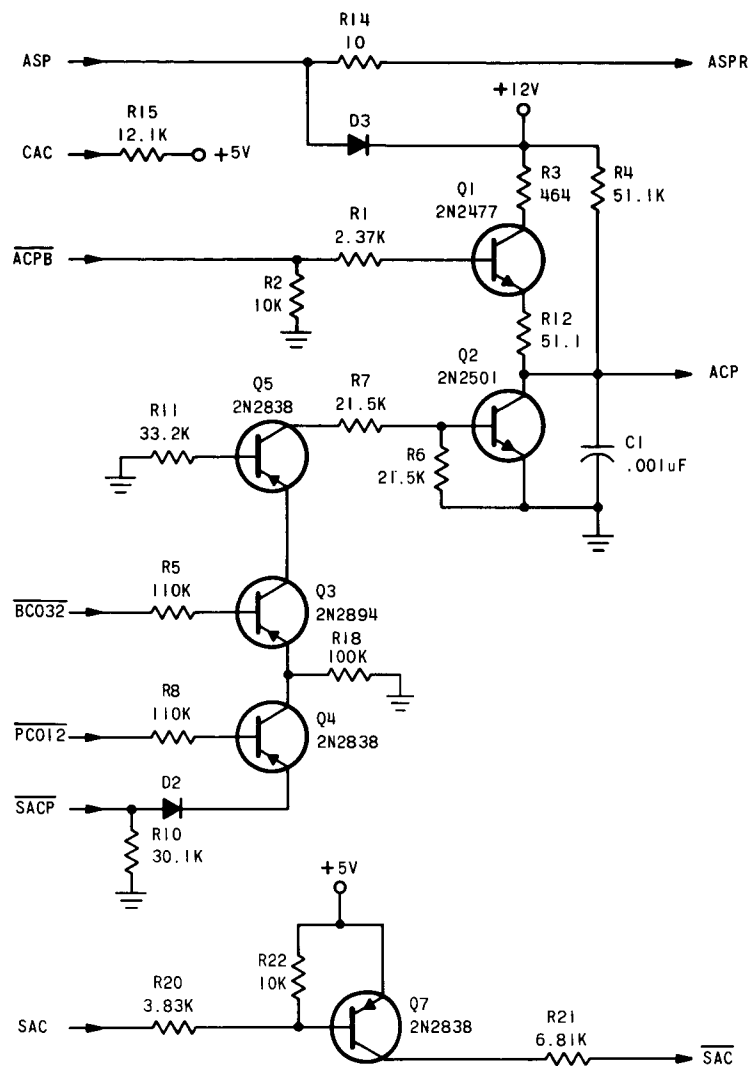 R14
10
ASP
ASPR
+12V
R15
12.1K
D3
CAC
+5V
R3
464
R4
51.1K
Q1
2N2477
R1
2.37K
ACPB
R2
10K
R12
51.1
Q2
2N2501
ACP
Q5
2N2838
R7
21.5K
R11
33.2K
R6
21.5K
C1
.001uF
R5
110K
Q3
2N2894
BC032
R18
100K
R8
110K
Q4
2N2838
PC012
D2
SACP
R10
30.1K
+5V
R22
10K
R20
3.83K
Q7
2N2838
R21
6.81K
SAC
SAC